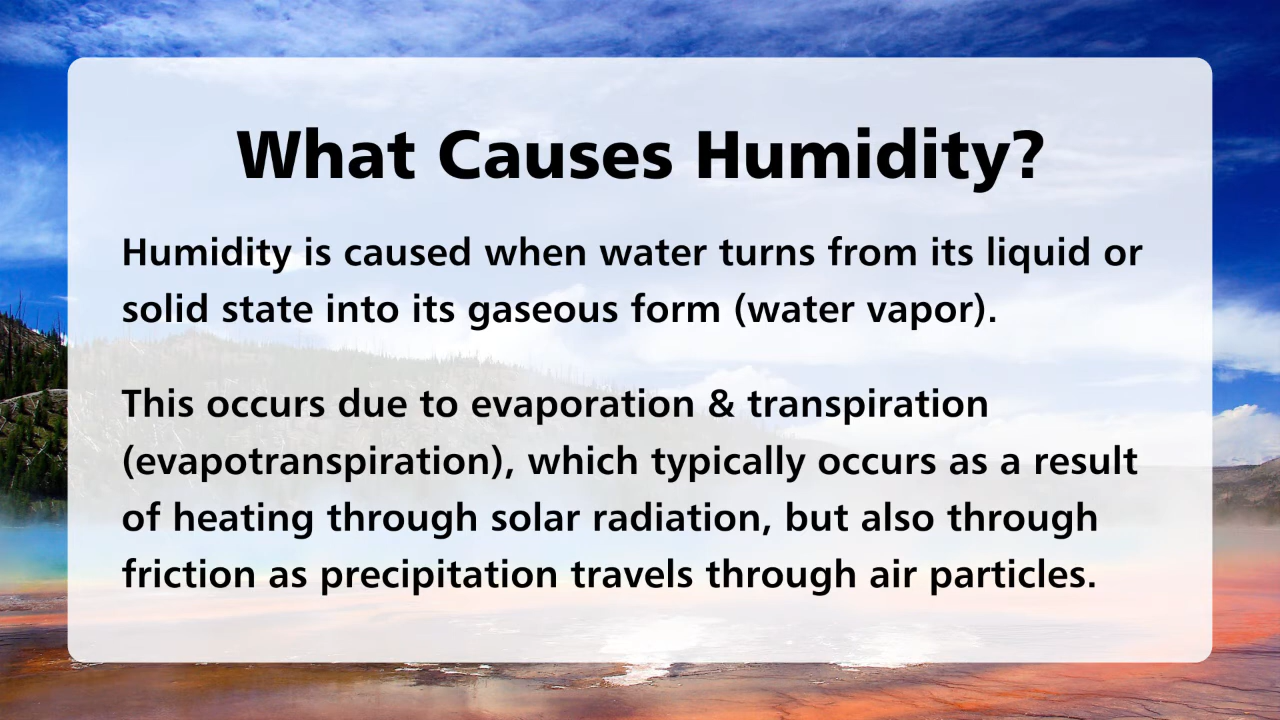 What Causes Humidity?
Humidity is caused when water turns from its liquid or
solid state into its gaseous form (water vapor).
This occurs due to evaporation & transpiration
(evapotranspiration), which typically occurs as a result
of heating through solar radiation, but also through
friction as precipitation travels through air particles.